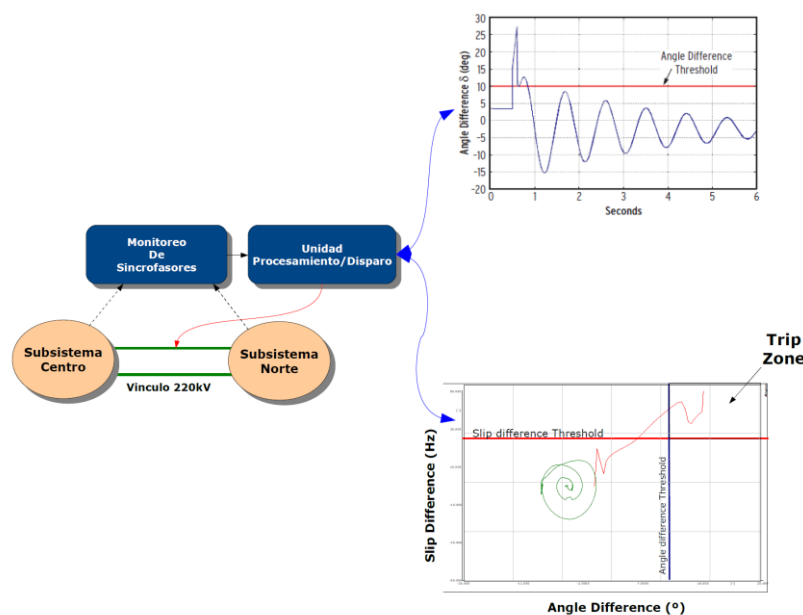 30
25
20
15
10
5
0
-5
-10
-15
-20
Angle Difference δ (deg)
Angle Difference
Threshold
0 1 2 3 4 5 6
Seconds
Monitoreo
De
Sincrofasores
Unidad
Procesamiento/Disparo
Subsistema
Centro
Subsistema
Norte
Vinculo 220kV
Trip
Zone
Slip difference Threshold
Angle difference Threshold
Slip Difference (Hz)
Angle Difference (º)